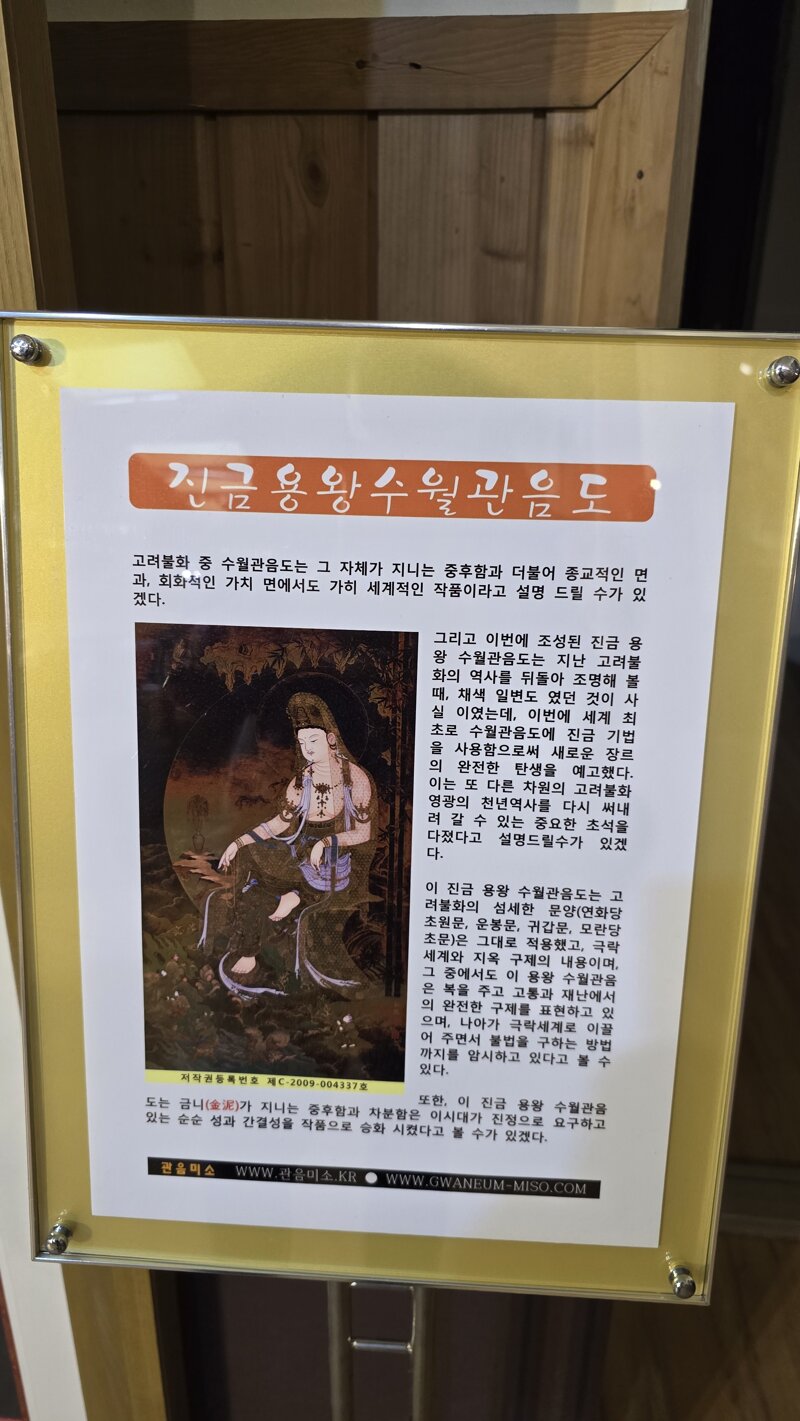 진금용왕수월관음도
고려불화 중 수월관음도는 그 자체가 지니는 중후함과 더불어 종교적인 면
과, 회화적인 가치 면에서도 가히 세계적인 작품이라고 설명 드릴 수가 있
겠다.
그리고 이번에 조성된 진금 용
왕 수월관음도는 지난 고려불
화의 역사를 뒤돌아 조명해 볼
때, 채색 일변도 였던 것이 사
실 이였는데, 이번에 세계 최
초로 수월관음도에 진금 기법
을 사용함으로써 새로운 장르
의 완전한 탄생을 예고했다.
이는 또 다른 차원의 고려불화
영광의 천년역사를 다시 써내
려 갈 수 있는 중요한 초석을
다졌다고 설명드릴수가 있겠
다.
이 진금 용왕 수월관음도는 고
려불화의 섬세한 문양(연화당
초원문, 운봉문, 귀갑문, 모란당
초문)은 그대로 적용했고, 극락
세계와 지옥 구제의 내용이며,
그 중에서도 이 용왕 수월관음
은 복을 주고 고통과 재난에서
의 완전한 구제를 표현하고 있
으며, 나아가 극락세계로 이끌
어 주면서 불법을 구하는 방법
까지를 암시하고 있다고 볼 수
있다.
저작권등록번호 제C-2009-004337호
또한, 이 진금 용왕 수월관음
도는 금니(金泥)가 지니는 중후함과 차분함은 이시대가 진정으로 요구하고
있는 순순 성과 간결성을 작품으로 승화 시켰다고 볼 수가 있겠다.
관음미소 WWW.관음미소.KR ● WWW.GWANEUM-MISO.COM